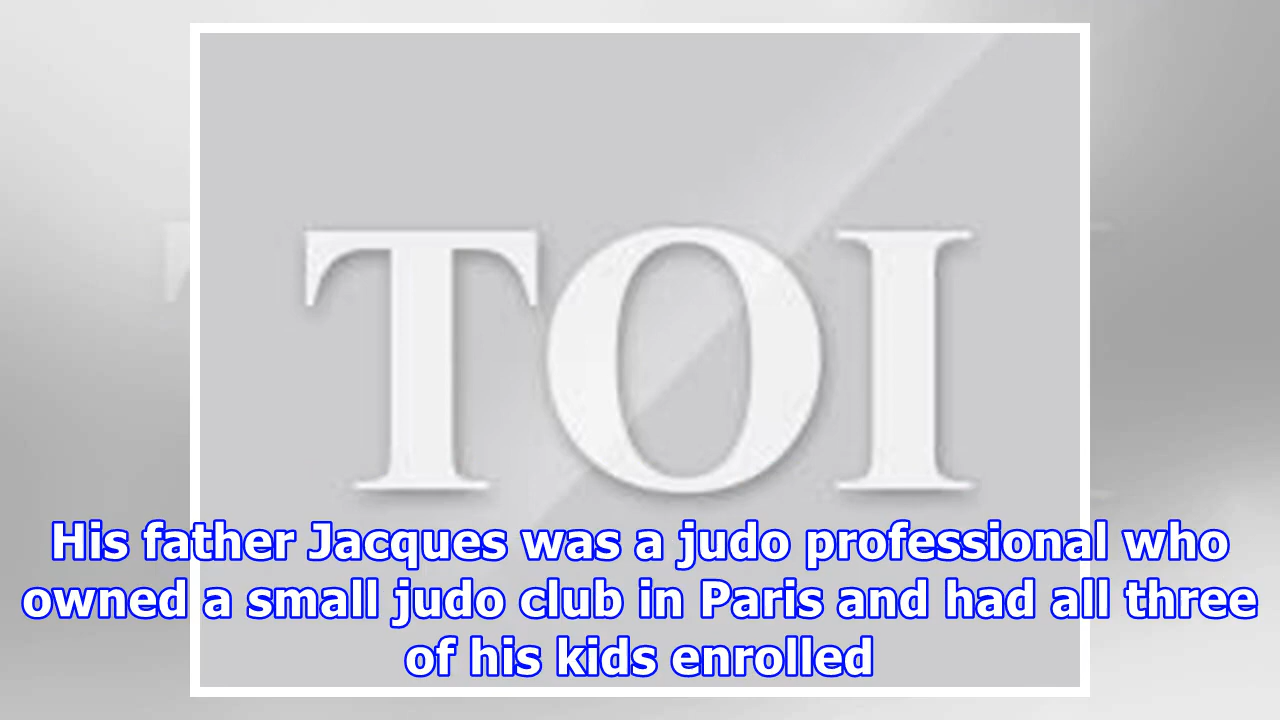 TOI
His father Jacques was a judo professional who
owned a small judo club in Paris and had all three
of his kids enrolled